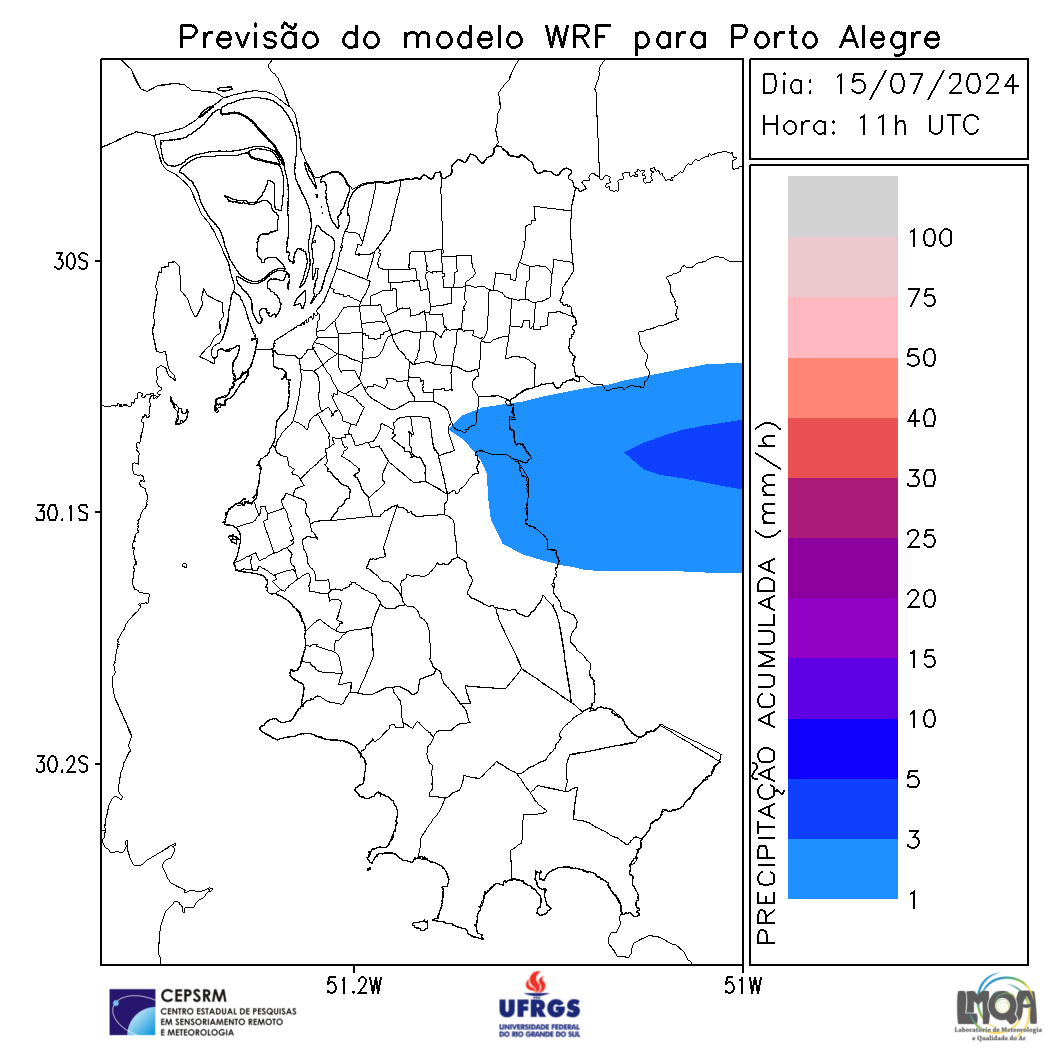 Previsão do modelo WRF para Porto Alegre
Dia: 15/07/2024
Hora: 11h UTC
30S
30.1S
30.2S
51.2W
51W
PRECIPITAÇÃO ACUMULADA (mm/h)
100
75
50
40
30
25
20
15
10
5
3
1
CEPSRM
CENTRO ESTADUAL DE PESQUISAS
EM SENSORIAMENTO REMOTO
E METEOROLOGIA
UFRGS
UNIVERSIDADE FEDERAL
DO RIO GRANDE DO SUL
LMQA
Laboratório de Meteorologia
e Qualidade do Ar